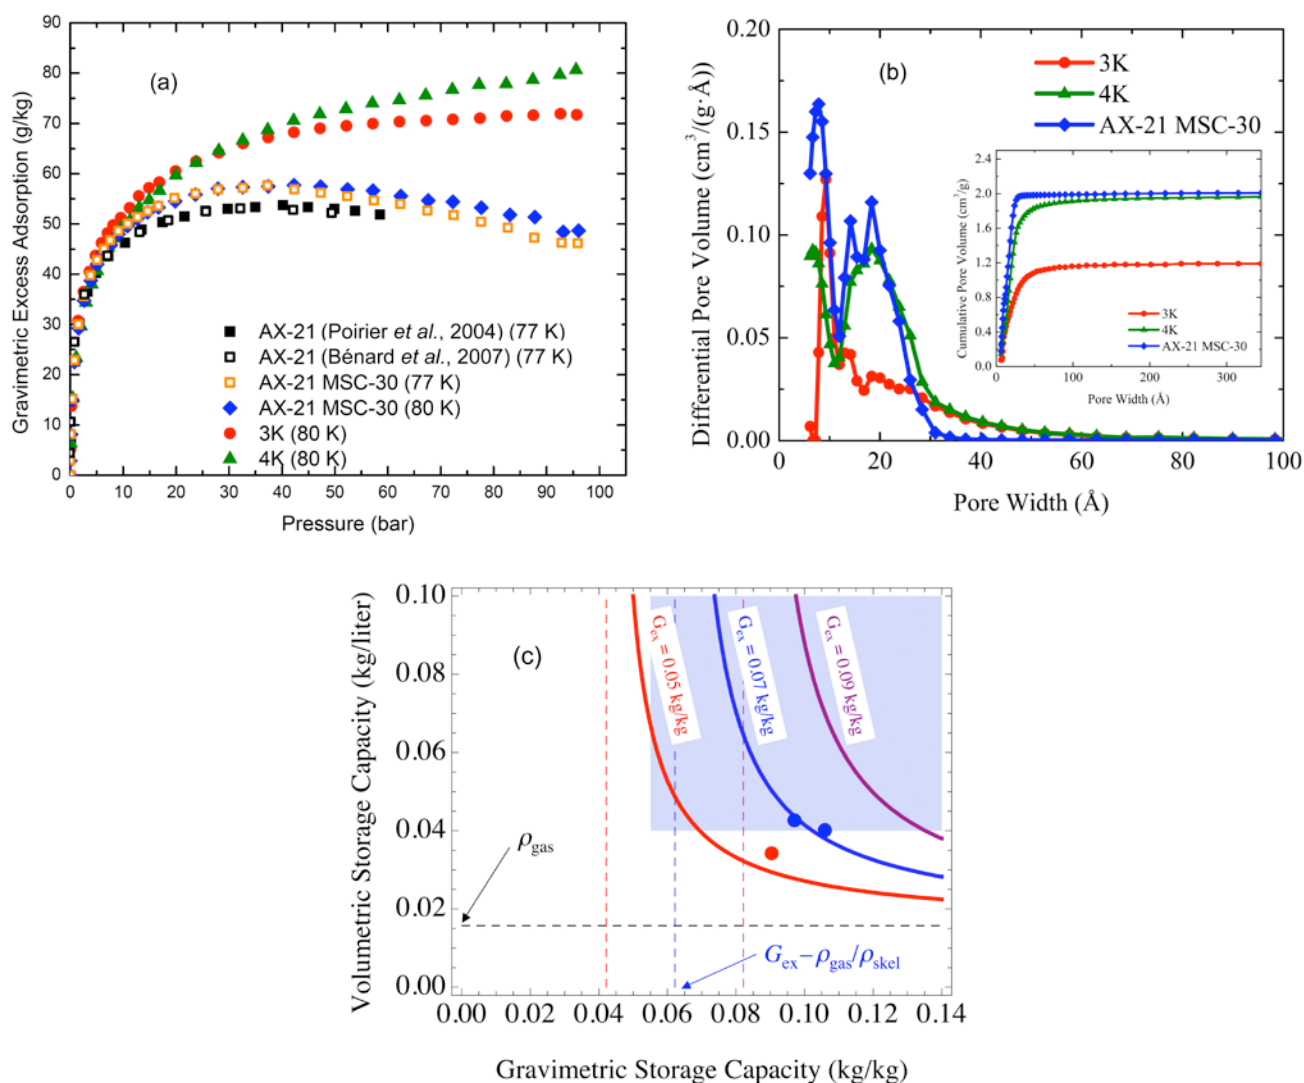 (a)
Gravimetric Excess Adsorption (g/kg)
90
80
70
60
50
40
30
20
10
0
AX-21 (Poirier et al., 2004) (77 K)
AX-21 (Bénard et al., 2007) (77 K)
AX-21 MSC-30 (77 K)
AX-21 MSC-30 (80 K)
3K (80 K)
4K (80 K)
0 10 20 30 40 50 60 70 80 90 100
Pressure (bar)
(b)
Differential Pore Volume (cm³/(g·Å))
0.20
0.15
0.10
0.05
0.00
3K
4K
AX-21 MSC-30
Cumulative Pore Volume (cm³/g)
2.4
2.0
1.6
1.2
0.8
0.4
0.0
3K
4K
AX-21 MSC-30
0 100 200 300
Pore Width (Å)
0 20 40 60 80 100
Pore Width (Å)
(c)
Volumetric Storage Capacity (kg/liter)
0.10
0.08
0.06
0.04
0.02
0.00
Gex = 0.05 kg/kg
Gex = 0.07 kg/kg
Gex = 0.09 kg/kg
ρgas
Gex−ρgas/ρskel
0.00 0.02 0.04 0.06 0.08 0.10 0.12 0.14
Gravimetric Storage Capacity (kg/kg)